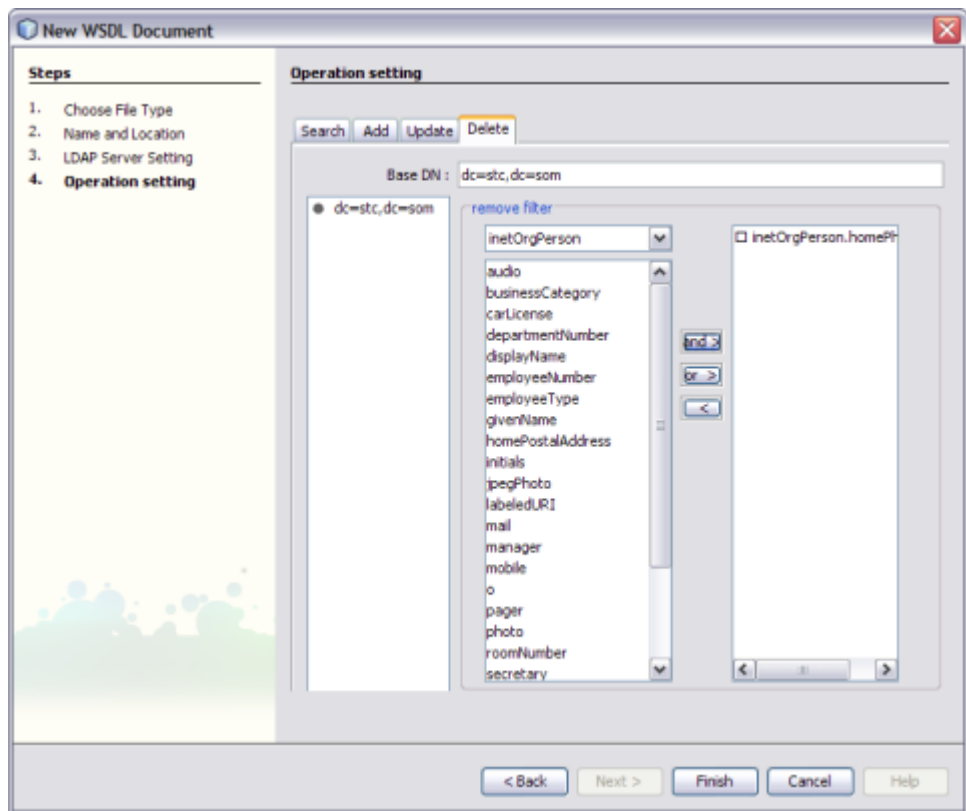 New WSDL Document
Steps
1. Choose File Type
2. Name and Location
3. LDAP Server Setting
4. Operation setting
Operation setting
Search Add Update Delete
Base DN : dc=stc,dc=som
dc=stc,dc=som
remove filter
inetOrgPerson
audio
businessCategory
carLicense
departmentNumber
displayName
employeeNumber
employeeType
givenName
homePostalAddress
initials
jpegPhoto
labeledURI
mail
manager
mobile
o
pager
photo
roomNumber
secretary
and >
or >
<
inetOrgPerson.homePh
< Back Next > Finish Cancel Help